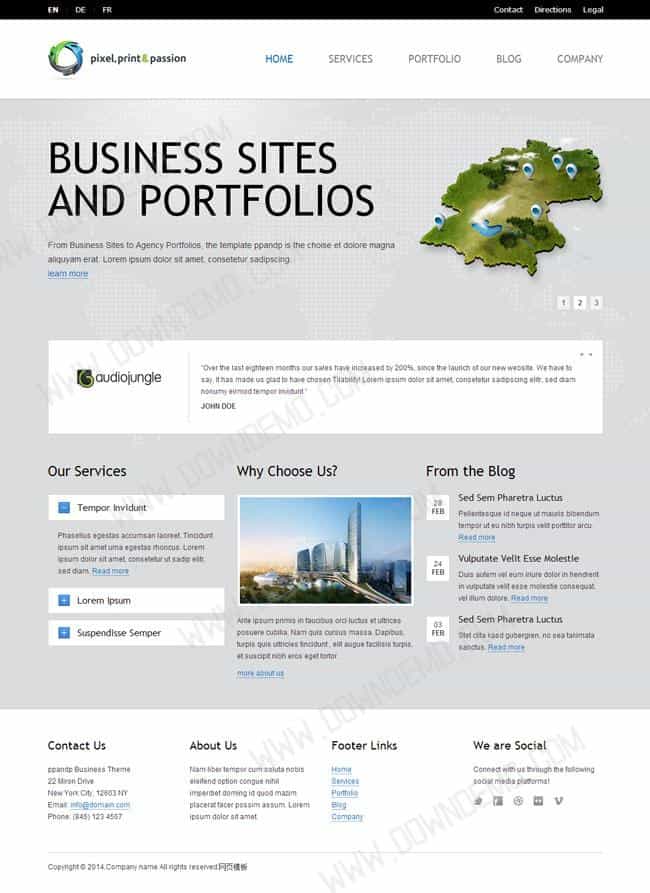 EN DE FR Contact Directions Legal
pixel,print&passion HOME SERVICES PORTFOLIO BLOG COMPANY
BUSINESS SITES
AND PORTFOLIOS
From Business Sites to Agency Portfolios, the template ppandp is the choise et dolore magna
aliquyam erat. Lorem ipsum dolor sit amet, consetetur sadipscing.
learn more
1 2 3
audiojungle
"Over the last eighteen months our sales have increased by 200%, since the launch of our new website. We have to
say, it has made us glad to have chosen Tilability! Lorem ipsum dolor sit amet, consetetur sadipscing elitr, sed diam
nonumy eirmod tempor invidunt."
JOHN DOE
Our Services
Tempor Invidunt
Phasellus egestas accumsan laoreet. Tincidunt
ipsum sit amet urna egestas rhoncus. Lorem
ipsum dolor sit amet, consetetur ut sadip elitr,
sed diam. Read more
Lorem Ipsum
Suspendisse Semper
Why Choose Us?
Ante ipsum primis in faucibus orci luctus et ultrices
posuere cubilia. Nam quis cursus massa. Dapibus,
turpis quis ultricies tincidunt , elit augue facilisis turpis,
et suscipit nibh eros eget tortor.
more about us
From the Blog
28
FEB
Sed Sem Pharetra Luctus
Pellentesque id neque ut mauris bibendum
tempor ut eu nibh turpis velit porttitor arcu.
Read more
24
FEB
Vulputate Velit Esse Molestie
Duis autem vel eum iriure dolor in hendrerit
in vulputate velit esse molestie consequat,
vel illum dolore. Read more
03
FEB
Sed Sem Pharetra Luctus
Stet clita kasd gubergren, no sea takimata
sanctus. Read more
Contact Us
ppandp Business Theme
22 Miron Drive
New York City, 12603 NY
Email: info@domain.com
Phone: (845) 123 4567
About Us
Nam liber tempor cum soluta nobis
eleifend option congue nihil
imperdiet doming id quod mazim
placerat facer possim assum. Lorem
ipsum dolor sit amet.
Footer Links
Home
Services
Portfolio
Blog
Company
We are Social
Connect with us through the following
social media platforms!
Copyright © 2014.Company name All rights reserved.网页模板
WWW.DOWNDEMO.COM
WWW.DOWNDEMO.COM
WWW.DOWNDEMO.COM
WWW.DOWNDEMO.COM
WWW.DOWNDEMO.COM
WWW.DOWNDEMO.COM